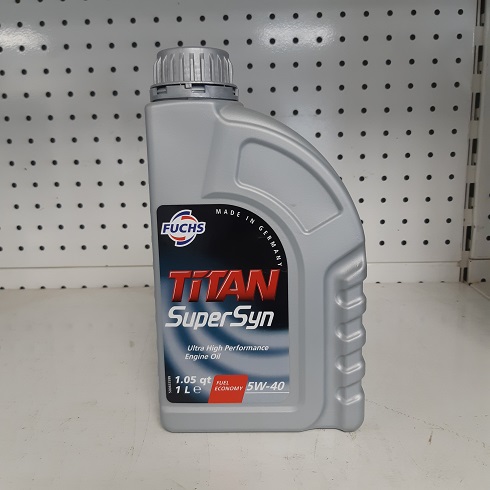 FUCHS
MADE IN GERMANY
TiTAN
SuperSyn
Ultra High Performance
Engine Oil
1.05 qt
1 L ℮
FUEL
ECONOMY
5W-40